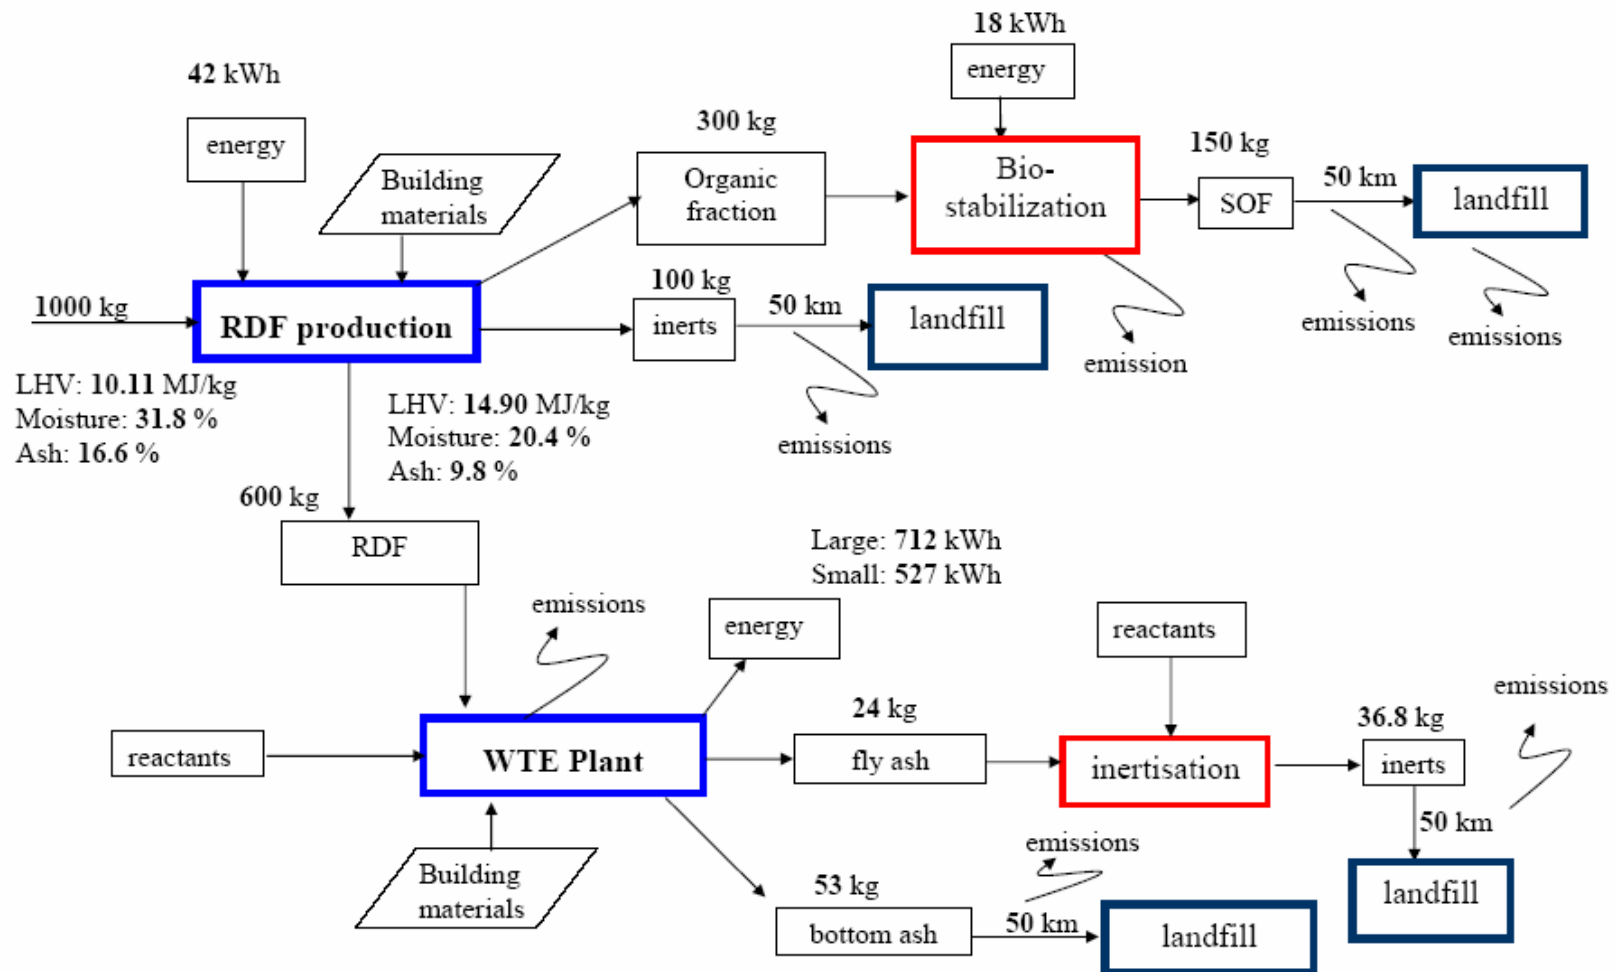 18 kWh
energy
42 kWh
energy
Building
materials
300 kg
Organic
fraction
Bio-
stabilization
150 kg
SOF
50 km
landfill
1000 kg
RDF production
100 kg
inerts
50 km
landfill
emissions
emission
emissions
emissions
LHV: 10.11 MJ/kg
Moisture: 31.8 %
Ash: 16.6 %
LHV: 14.90 MJ/kg
Moisture: 20.4 %
Ash: 9.8 %
600 kg
RDF
Large: 712 kWh
Small: 527 kWh
emissions
energy
reactants
reactants
WTE Plant
24 kg
fly ash
inertisation
36.8 kg
inerts
emissions
50 km
landfill
Building
materials
53 kg
bottom ash
emissions
50 km
landfill